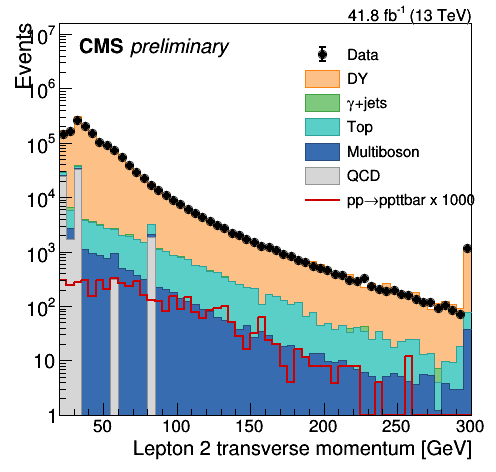 41.8 fb⁻¹ (13 TeV)
Events
CMS preliminary
Data
DY
γ+jets
Top
Multiboson
QCD
pp→ppttbar x 1000
10⁷
10⁶
10⁵
10⁴
10³
10²
10
1
50 100 150 200 250 300
Lepton 2 transverse momentum [GeV]